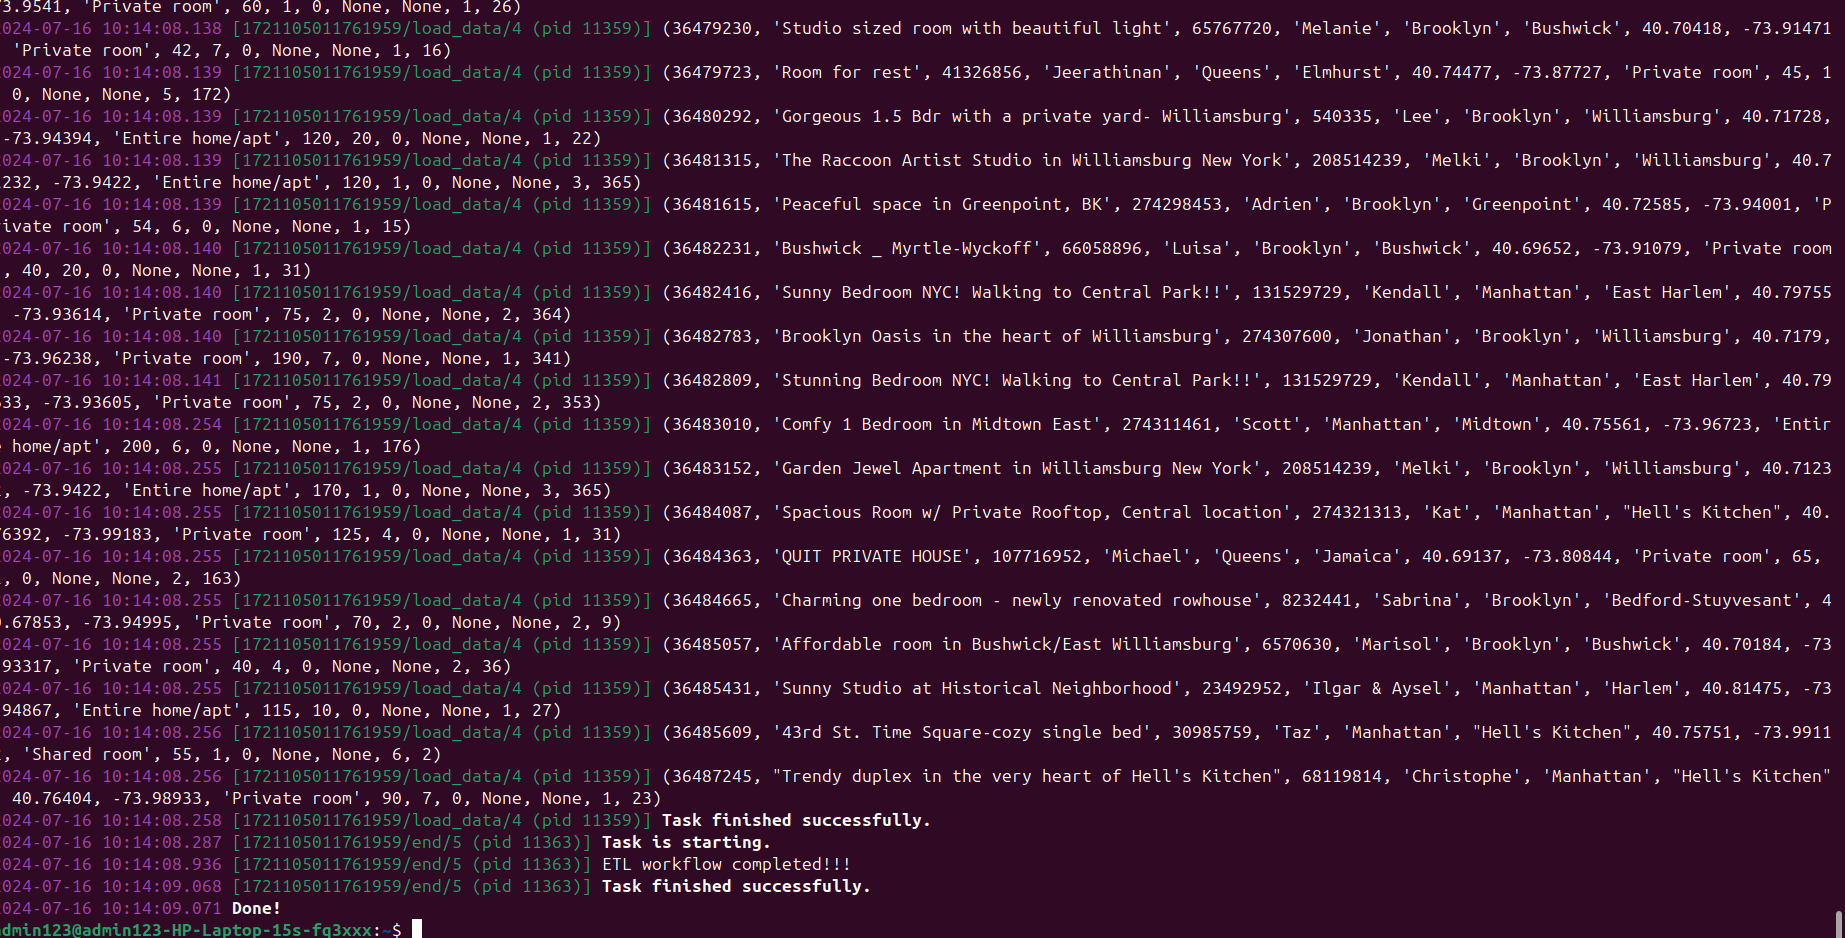 73.9541, 'Private room', 60, 1, 0, None, None, 1, 26)
024-07-16 10:14:08.138 [1721105011761959/load_data/4 (pid 11359)] (36479230, 'Studio sized room with beautiful light', 65767720, 'Melanie', 'Brooklyn', 'Bushwick', 40.70418, -73.91471
'Private room', 42, 7, 0, None, None, 1, 16)
024-07-16 10:14:08.139 [1721105011761959/load_data/4 (pid 11359)] (36479723, 'Room for rest', 41326856, 'Jeerathinan', 'Queens', 'Elmhurst', 40.74477, -73.87727, 'Private room', 45, 1
0, None, None, 5, 172)
024-07-16 10:14:08.139 [1721105011761959/load_data/4 (pid 11359)] (36480292, 'Gorgeous 1.5 Bdr with a private yard- Williamsburg', 540335, 'Lee', 'Brooklyn', 'Williamsburg', 40.71728,
-73.94394, 'Entire home/apt', 120, 20, 0, None, None, 1, 22)
024-07-16 10:14:08.139 [1721105011761959/load_data/4 (pid 11359)] (36481315, 'The Raccoon Artist Studio in Williamsburg New York', 208514239, 'Melki', 'Brooklyn', 'Williamsburg', 40.7
232, -73.9422, 'Entire home/apt', 120, 1, 0, None, None, 3, 365)
024-07-16 10:14:08.139 [1721105011761959/load_data/4 (pid 11359)] (36481615, 'Peaceful space in Greenpoint, BK', 274298453, 'Adrien', 'Brooklyn', 'Greenpoint', 40.72585, -73.94001, 'P
ivate room', 54, 6, 0, None, None, 1, 15)
024-07-16 10:14:08.140 [1721105011761959/load_data/4 (pid 11359)] (36482231, 'Bushwick _ Myrtle-Wyckoff', 66058896, 'Luisa', 'Brooklyn', 'Bushwick', 40.69652, -73.91079, 'Private room
, 40, 20, 0, None, None, 1, 31)
024-07-16 10:14:08.140 [1721105011761959/load_data/4 (pid 11359)] (36482416, 'Sunny Bedroom NYC! Walking to Central Park!!', 131529729, 'Kendall', 'Manhattan', 'East Harlem', 40.79755
-73.93614, 'Private room', 75, 2, 0, None, None, 2, 364)
024-07-16 10:14:08.140 [1721105011761959/load_data/4 (pid 11359)] (36482783, 'Brooklyn Oasis in the heart of Williamsburg', 274307600, 'Jonathan', 'Brooklyn', 'Williamsburg', 40.7179,
-73.96238, 'Private room', 190, 7, 0, None, None, 1, 341)
024-07-16 10:14:08.141 [1721105011761959/load_data/4 (pid 11359)] (36482809, 'Stunning Bedroom NYC! Walking to Central Park!!', 131529729, 'Kendall', 'Manhattan', 'East Harlem', 40.79
633, -73.93605, 'Private room', 75, 2, 0, None, None, 2, 353)
024-07-16 10:14:08.254 [1721105011761959/load_data/4 (pid 11359)] (36483010, 'Comfy 1 Bedroom in Midtown East', 274311461, 'Scott', 'Manhattan', 'Midtown', 40.75561, -73.96723, 'Entir
e home/apt', 200, 6, 0, None, None, 1, 176)
024-07-16 10:14:08.255 [1721105011761959/load_data/4 (pid 11359)] (36483152, 'Garden Jewel Apartment in Williamsburg New York', 208514239, 'Melki', 'Brooklyn', 'Williamsburg', 40.7123
, -73.9422, 'Entire home/apt', 170, 1, 0, None, None, 3, 365)
024-07-16 10:14:08.255 [1721105011761959/load_data/4 (pid 11359)] (36484087, 'Spacious Room w/ Private Rooftop, Central location', 274321313, 'Kat', 'Manhattan', "Hell's Kitchen", 40.
76392, -73.99183, 'Private room', 125, 4, 0, None, None, 1, 31)
024-07-16 10:14:08.255 [1721105011761959/load_data/4 (pid 11359)] (36484363, 'QUIT PRIVATE HOUSE', 107716952, 'Michael', 'Queens', 'Jamaica', 40.69137, -73.80844, 'Private room', 65,
, 0, None, None, 2, 163)
024-07-16 10:14:08.255 [1721105011761959/load_data/4 (pid 11359)] (36484665, 'Charming one bedroom - newly renovated rowhouse', 8232441, 'Sabrina', 'Brooklyn', 'Bedford-Stuyvesant', 4
.67853, -73.94995, 'Private room', 70, 2, 0, None, None, 2, 9)
024-07-16 10:14:08.255 [1721105011761959/load_data/4 (pid 11359)] (36485057, 'Affordable room in Bushwick/East Williamsburg', 6570630, 'Marisol', 'Brooklyn', 'Bushwick', 40.70184, -73
93317, 'Private room', 40, 4, 0, None, None, 2, 36)
024-07-16 10:14:08.255 [1721105011761959/load_data/4 (pid 11359)] (36485431, 'Sunny Studio at Historical Neighborhood', 23492952, 'Ilgar & Aysel', 'Manhattan', 'Harlem', 40.81475, -73
94867, 'Entire home/apt', 115, 10, 0, None, None, 1, 27)
024-07-16 10:14:08.256 [1721105011761959/load_data/4 (pid 11359)] (36485609, '43rd St. Time Square-cozy single bed', 30985759, 'Taz', 'Manhattan', "Hell's Kitchen", 40.75751, -73.9911
, 'Shared room', 55, 1, 0, None, None, 6, 2)
024-07-16 10:14:08.256 [1721105011761959/load_data/4 (pid 11359)] (36487245, "Trendy duplex in the very heart of Hell's Kitchen", 68119814, 'Christophe', 'Manhattan', "Hell's Kitchen"
40.76404, -73.98933, 'Private room', 90, 7, 0, None, None, 1, 23)
024-07-16 10:14:08.258 [1721105011761959/load_data/4 (pid 11359)] Task finished successfully.
024-07-16 10:14:08.287 [1721105011761959/end/5 (pid 11363)] Task is starting.
024-07-16 10:14:08.936 [1721105011761959/end/5 (pid 11363)] ETL workflow completed!!!
024-07-16 10:14:09.068 [1721105011761959/end/5 (pid 11363)] Task finished successfully.
024-07-16 10:14:09.071 Done!
admin123@admin123-HP-Laptop-15s-fq3xxx:~$